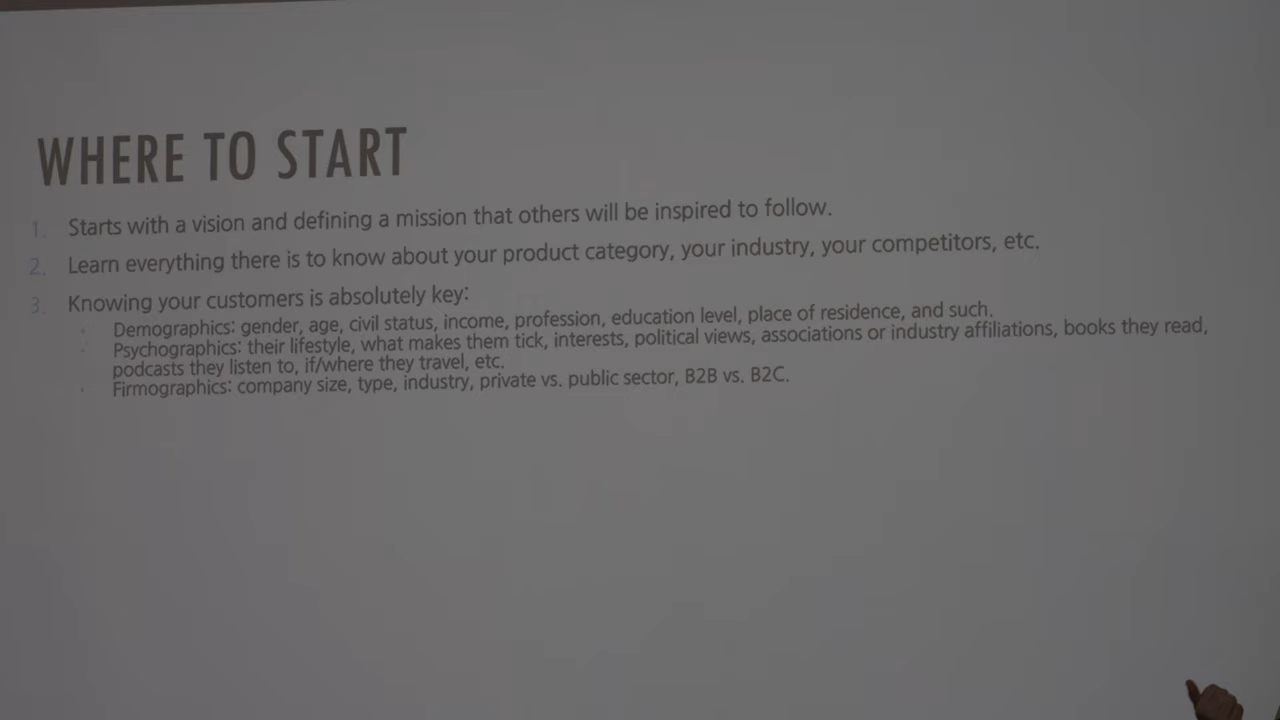 WHERE TO START
1. Starts with a vision and defining a mission that others will be inspired to follow.
2. Learn everything there is to know about your product category, your industry, your competitors, etc.
3. Knowing your customers is absolutely key:
· Demographics: gender, age, civil status, income, profession, education level, place of residence, and such.
· Psychographics: their lifestyle, what makes them tick, interests, political views, associations or industry affiliations, books they read,
podcasts they listen to, if/where they travel, etc.
· Firmographics: company size, type, industry, private vs. public sector, B2B vs. B2C.